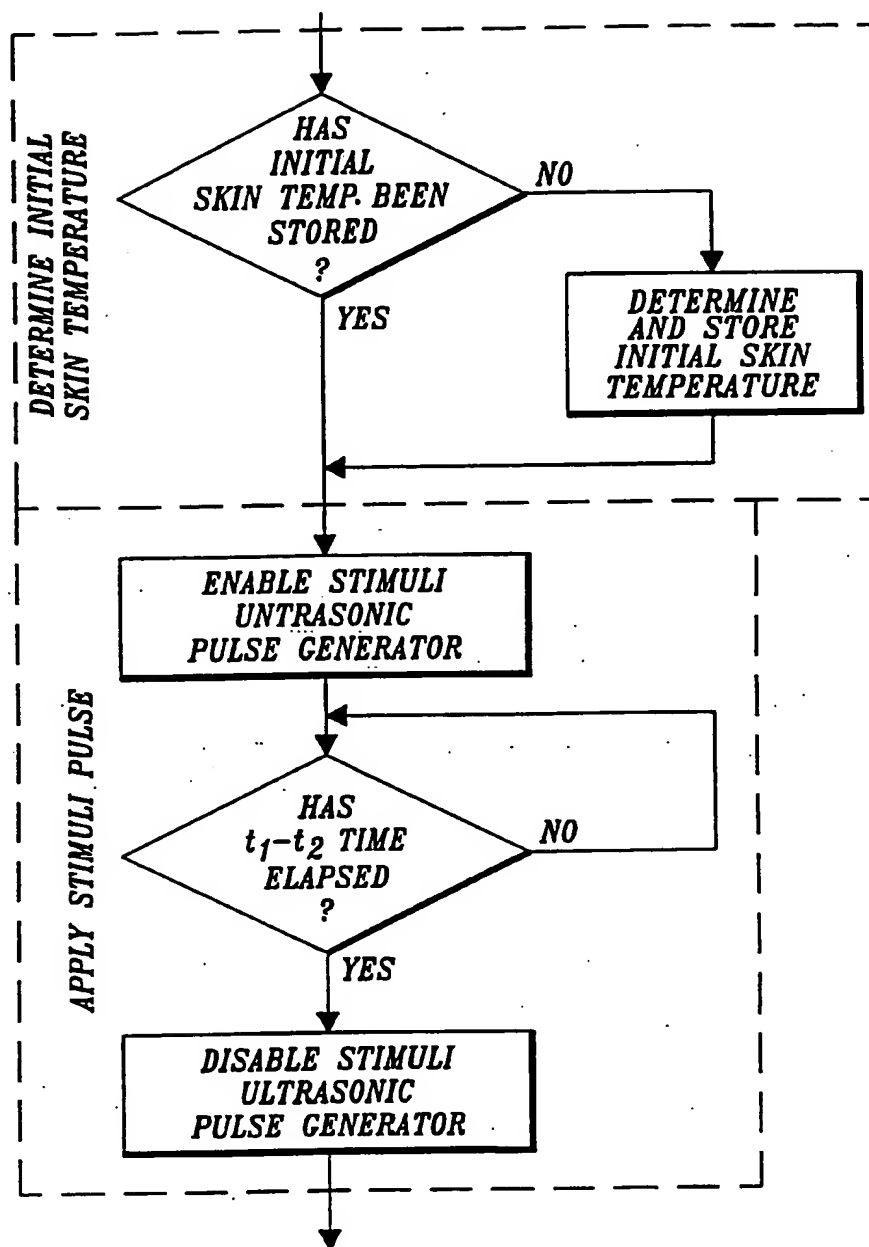 DETERMINE INITIAL
SKIN TEMPERATURE
HAS
INITIAL
SKIN TEMP. BEEN
STORED
?
NO
YES
DETERMINE
AND STORE
INITIAL SKIN
TEMPERATURE
APPLY STIMULI PULSE
ENABLE STIMULI
UNTRASONIC
PULSE GENERATOR
HAS
t1-t2 TIME
ELAPSED
?
NO
YES
DISABLE STIMULI
ULTRASONIC
PULSE GENERATOR